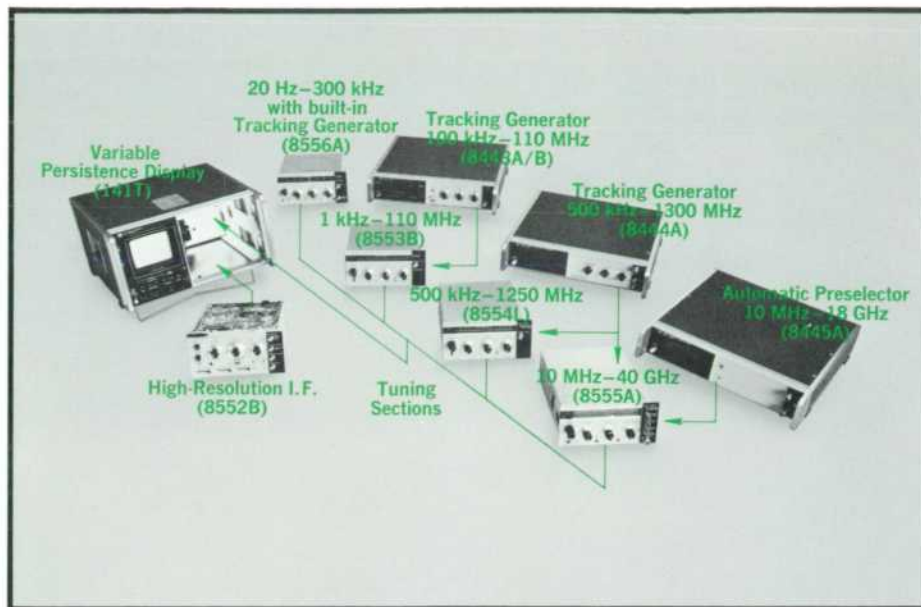 20 Hz–300 kHz
with built-in
Tracking Generator
(8556A)
Tracking Generator
100 kHz–110 MHz
(8443A/B)
Variable
Persistence Display
(141T)
1 kHz–110 MHz
(8553B)
Tracking Generator
500 kHz–1300 MHz
(8444A)
500 kHz–1250 MHz
(8554L)
Automatic Preselector
10 MHz–18 GHz
(8445A)
High-Resolution I.F.
(8552B)
Tuning
Sections
10 MHz–40 GHz
(8555A)